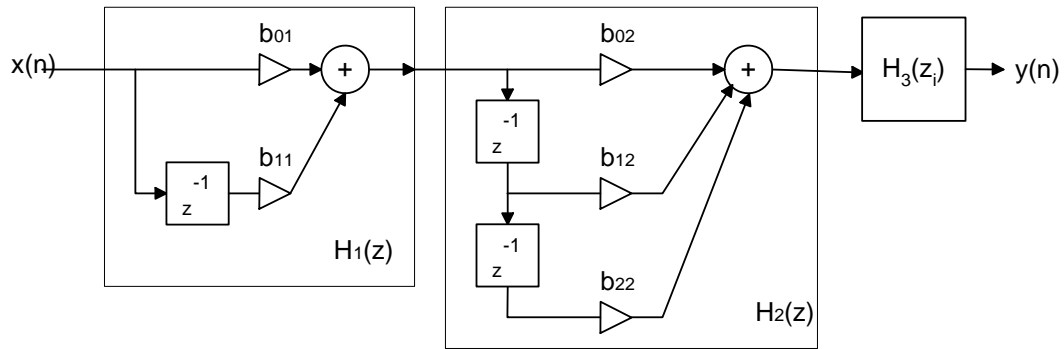 x(n)
b01
+
b11
-1
z
H1(z)
b02
+
-1
z
b12
-1
z
b22
H2(z)
H3(zi)
y(n)